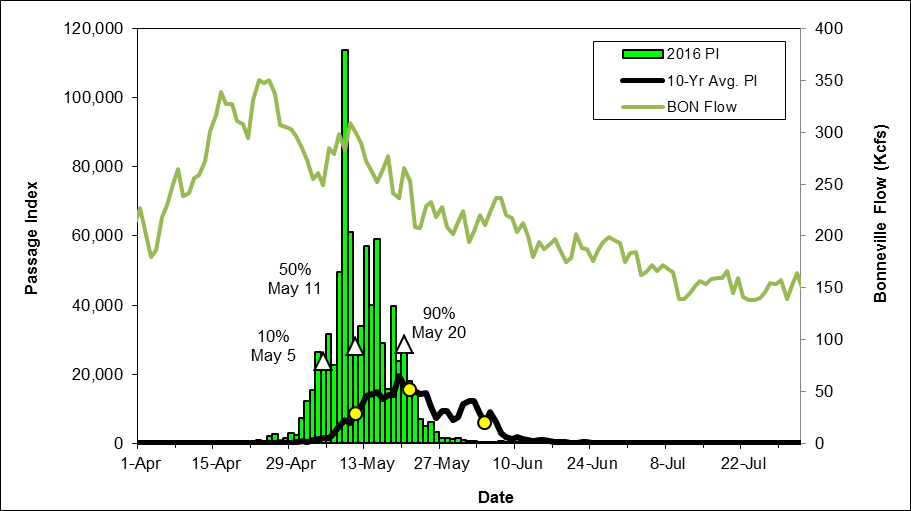 120,000
100,000
80,000
60,000
40,000
20,000
0
Passage Index
400
350
300
250
200
150
100
50
0
Bonneville Flow (Kcfs)
2016 PI
10-Yr Avg. PI
BON Flow
50%
May 11
10%
May 5
90%
May 20
1-Apr 15-Apr 29-Apr 13-May 27-May 10-Jun 24-Jun 8-Jul 22-Jul
Date